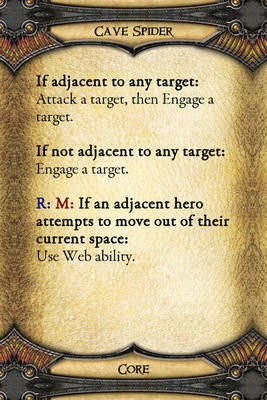 Cave Spider
If adjacent to any target:
Attack a target, then Engage a
target.
If not adjacent to any target:
Engage a target.
R: M: If an adjacent hero
attempts to move out of their
current space:
Use Web ability.
Core